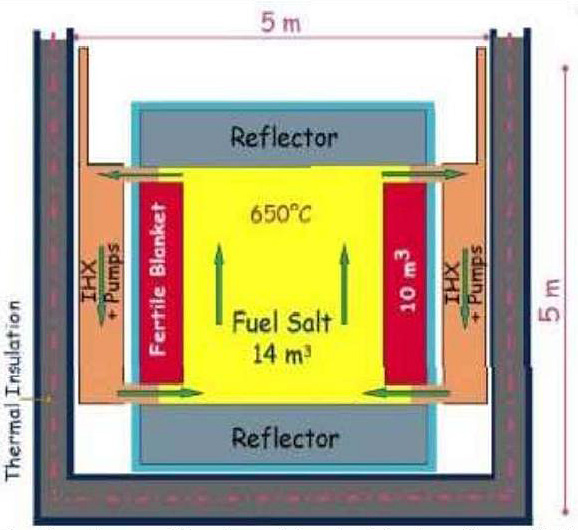 5 m
Reflector
650°C
Fertile Blanket
10 m³
IHX
+ Pumps
IHX
+ Pumps
Fuel Salt
14 m³
5 m
Thermal Insulation
Reflector